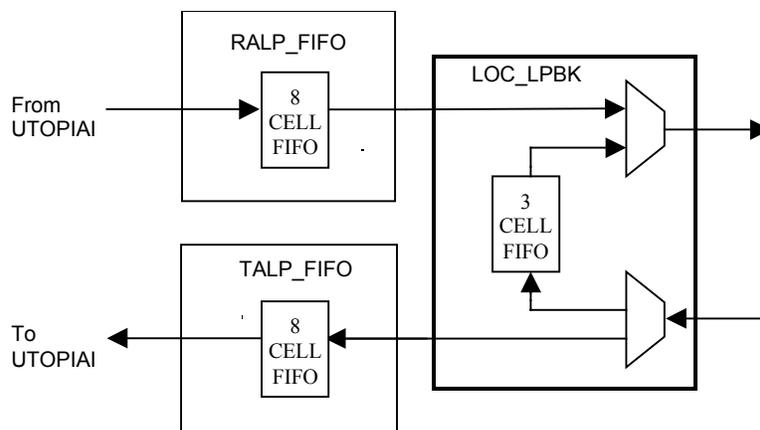 RALP_FIFO
LOC_LPBK
From
UTOPIAI
8
CELL
FIFO
3
CELL
FIFO
TALP_FIFO
To
UTOPIAI
8
CELL
FIFO